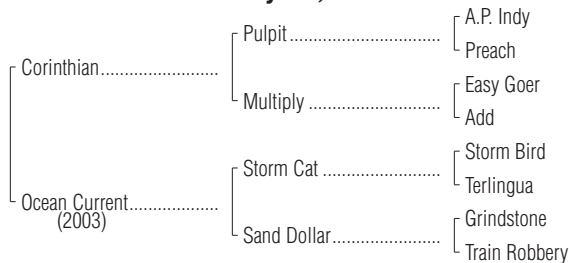 A.P. Indy
Pulpit
Preach
Corinthian
Easy Goer
Multiply
Add
Storm Bird
Storm Cat
Terlingua
Ocean Current
(2003)
Grindstone
Sand Dollar
Train Robbery